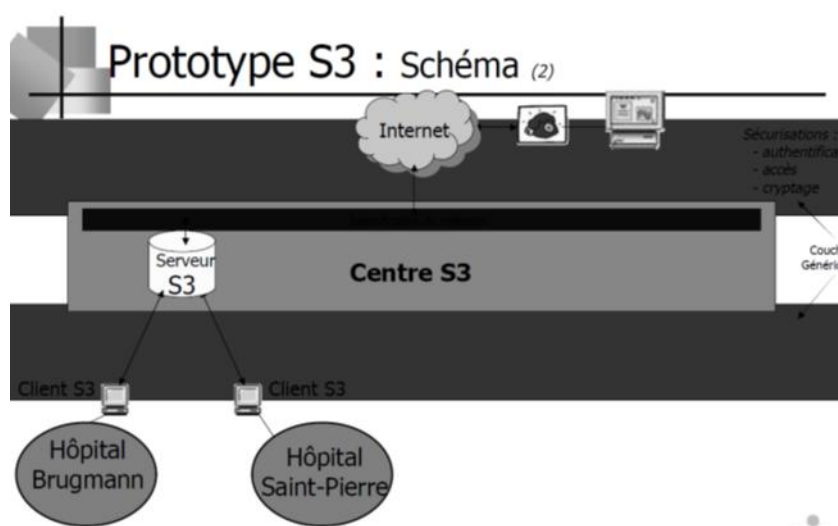 Prototype S3 : Schéma (2)
Internet
Sécurisations :
- authentifica
- accès
- cryptage
Serveur
S3
Centre S3
Couch
Généri
Client S3
Client S3
Hôpital
Brugmann
Hôpital
Saint-Pierre